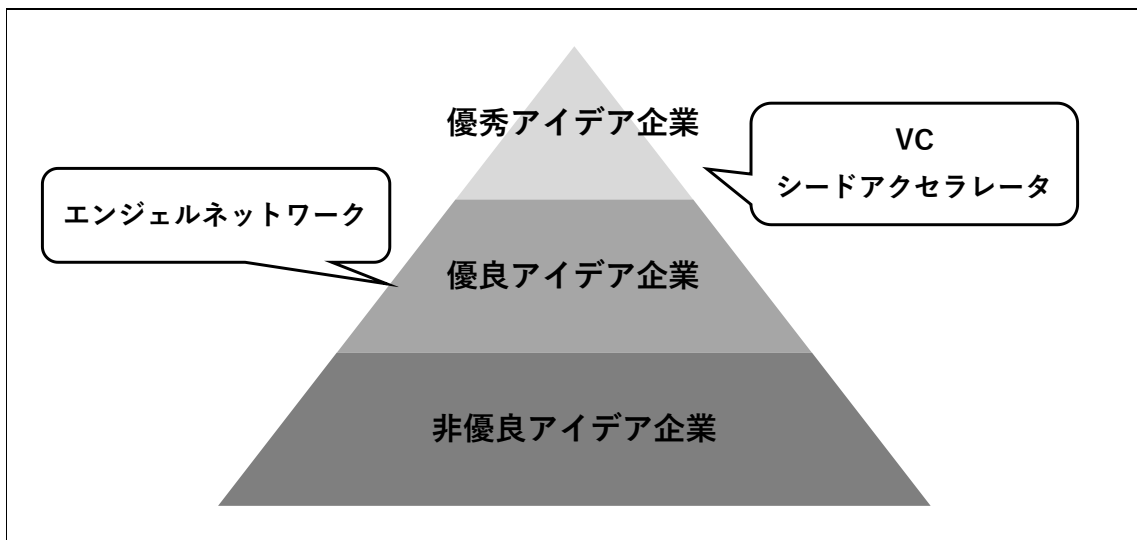 優秀アイデア企業
VC
シードアクセラレータ
エンジェルネットワーク
優良アイデア企業
非優良アイデア企業